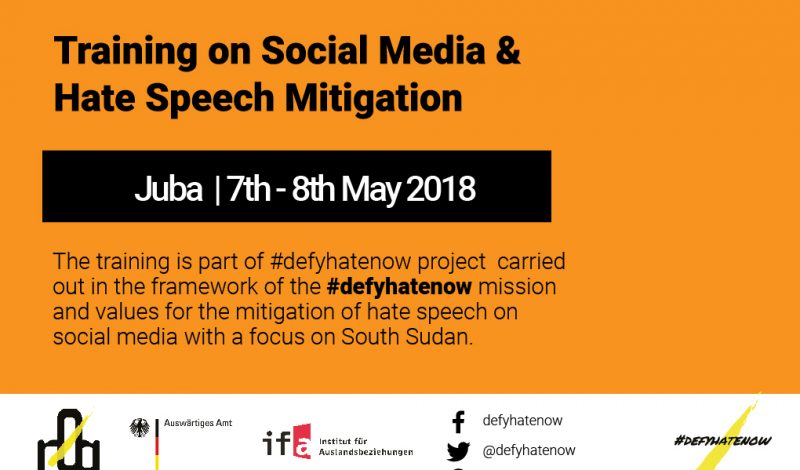 Training on Social Media &
Hate Speech Mitigation
Juba | 7th - 8th May 2018
The training is part of #defyhatenow project carried
out in the framework of the #defyhatenow mission
and values for the mitigation of hate speech on
social media with a focus on South Sudan.
Auswärtiges Amt
ifa Institut für
Auslandsbeziehungen
defyhatenow
@defyhatenow
#DEFYHATENOW